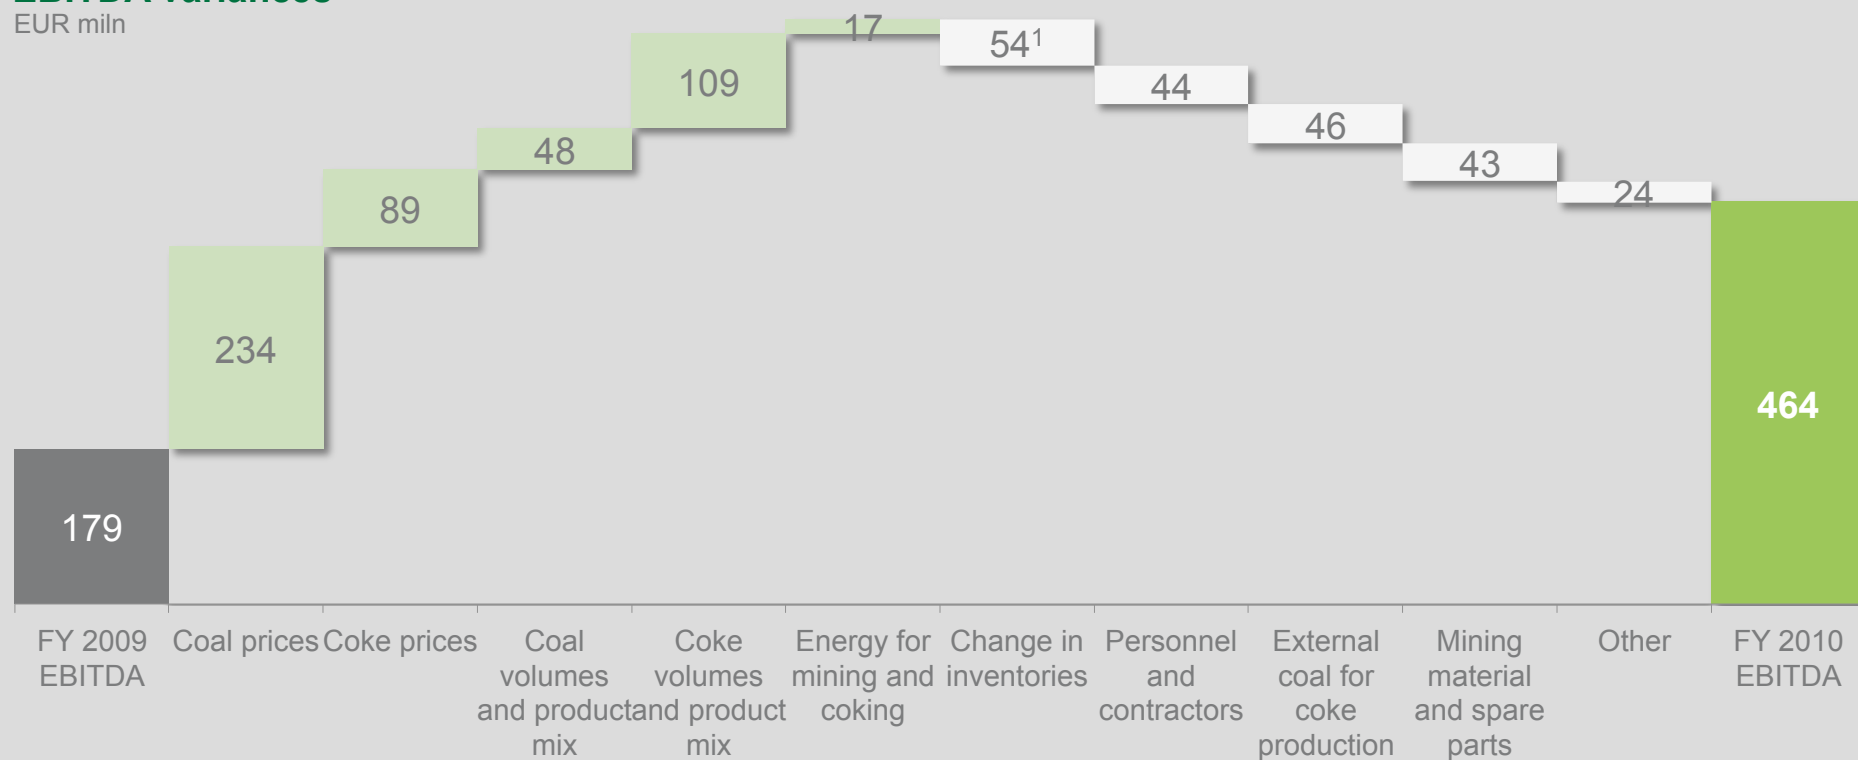 EBITDA variances
EUR miln
17
54¹
109
44
46
48
43
24
89
234
464
179
FY 2009 EBITDA
Coal prices
Coke prices
Coal volumes and product mix
Coke volumes and product mix
Energy for mining and coking
Change in inventories
Personnel and contractors
External coal for coke production
Mining material and spare parts
Other
FY 2010 EBITDA